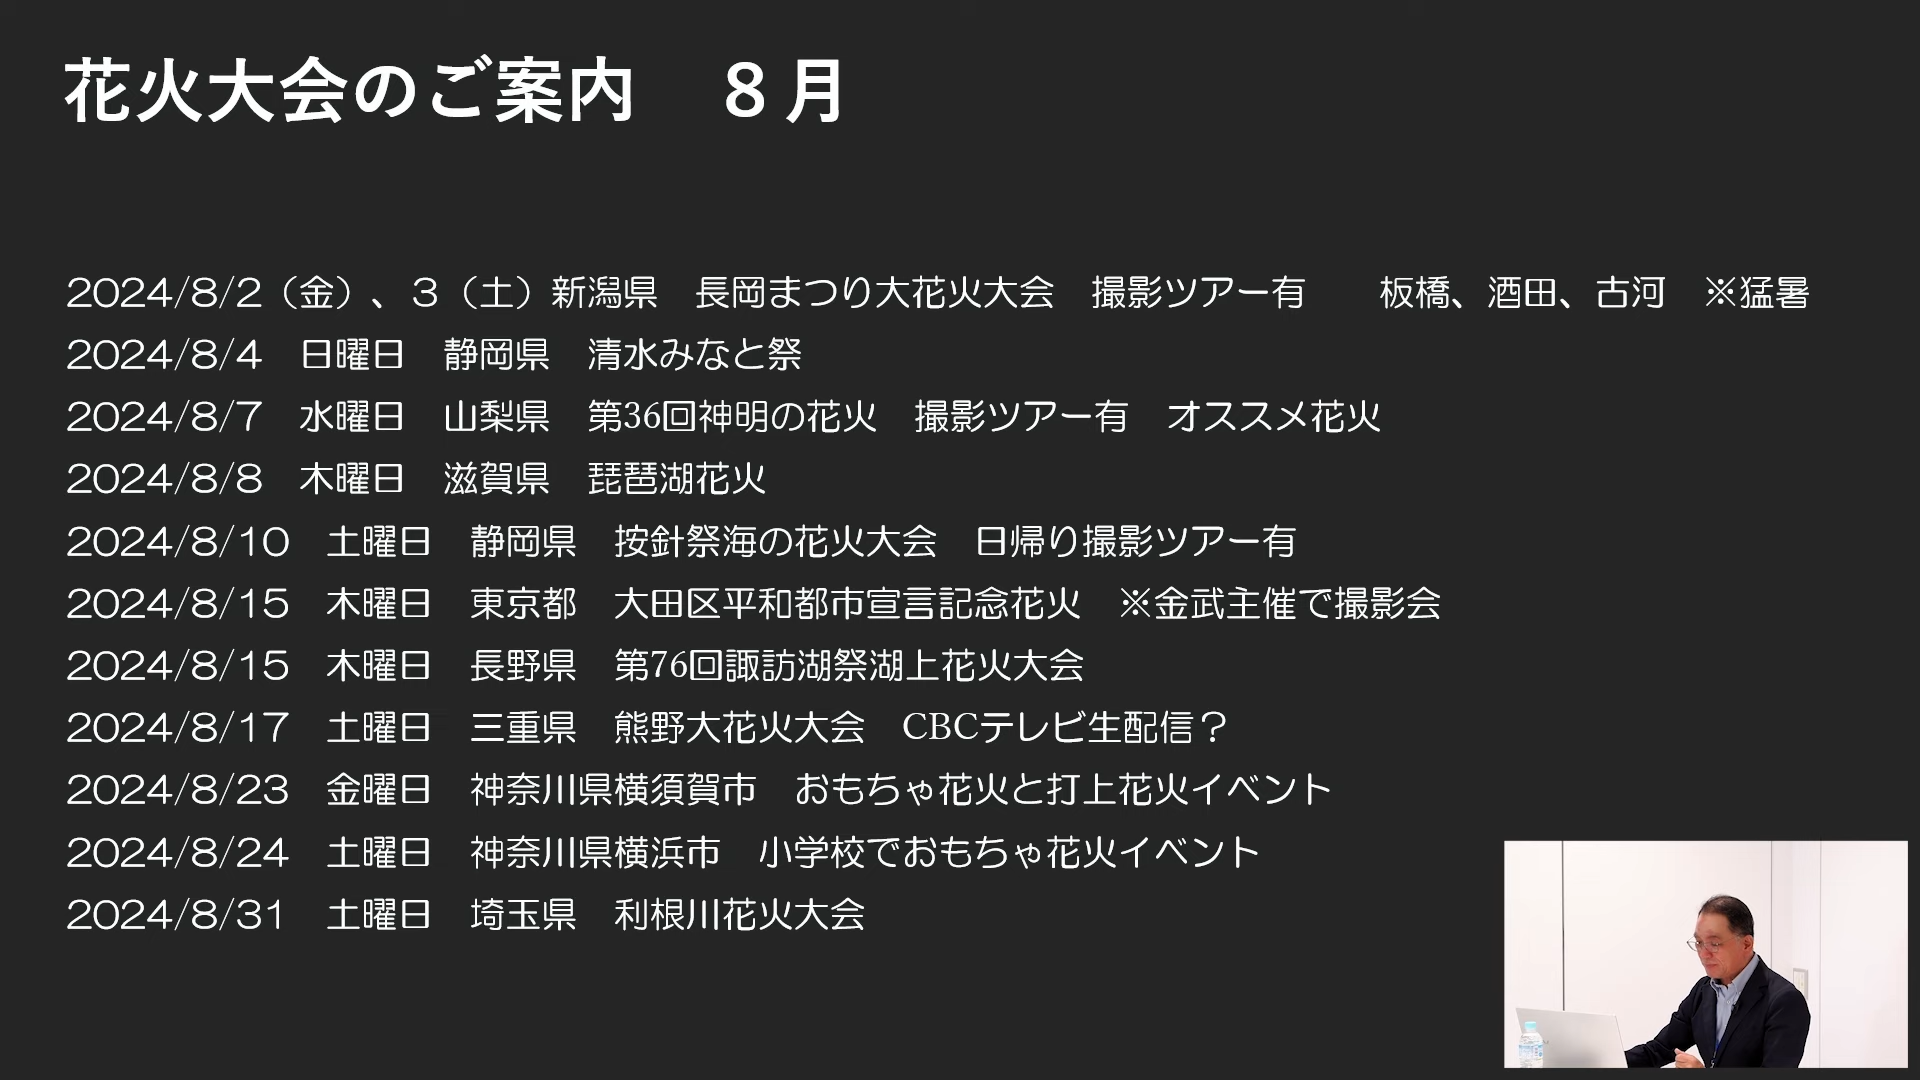 花火大会のご案内　８月
2024/8/2（金）、３（土）新潟県　長岡まつり大花火大会　撮影ツアー有　　板橋、酒田、古河　※猛暑
2024/8/4　日曜日　静岡県　清水みなと祭
2024/8/7　水曜日　山梨県　第36回神明の花火　撮影ツアー有　オススメ花火
2024/8/8　木曜日　滋賀県　琵琶湖花火
2024/8/10　土曜日　静岡県　按針祭海の花火大会　日帰り撮影ツアー有
2024/8/15　木曜日　東京都　大田区平和都市宣言記念花火　※金武主催で撮影会
2024/8/15　木曜日　長野県　第76回諏訪湖祭湖上花火大会
2024/8/17　土曜日　三重県　熊野大花火大会　CBCテレビ生配信？
2024/8/23　金曜日　神奈川県横須賀市　おもちゃ花火と打上花火イベント
2024/8/24　土曜日　神奈川県横浜市　小学校でおもちゃ花火イベント
2024/8/31　土曜日　埼玉県　利根川花火大会